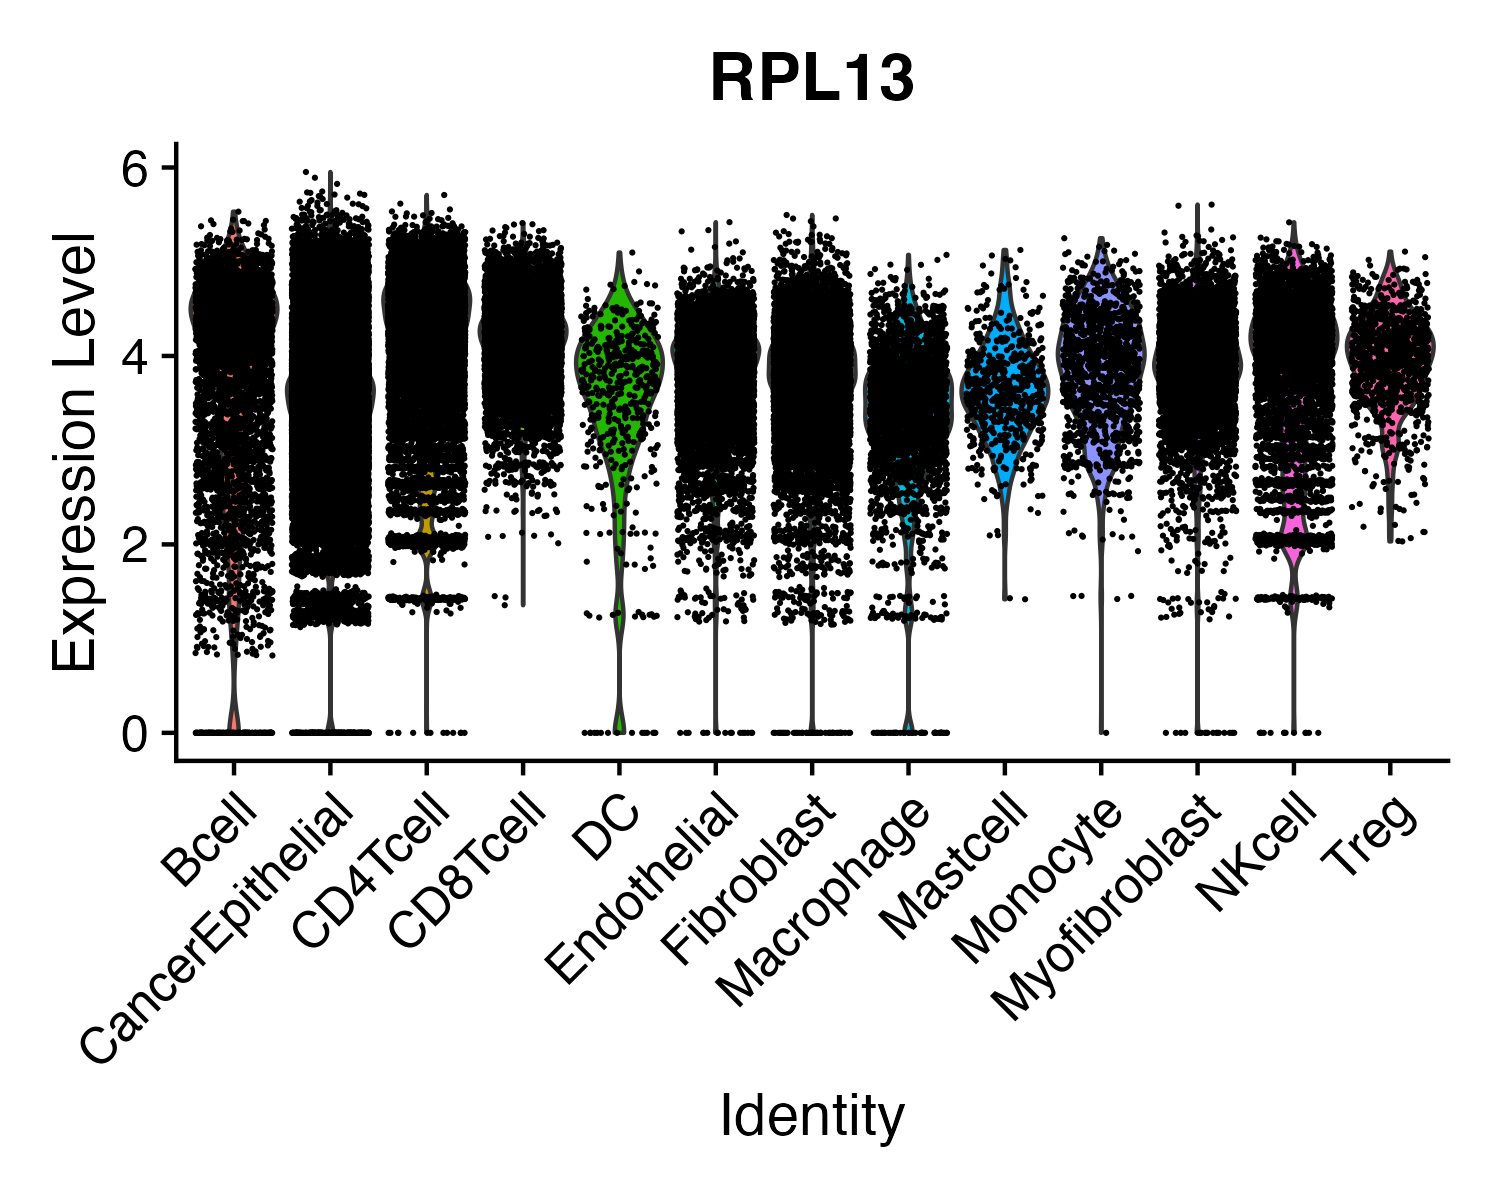 RPL13
Expression Level
6
4
2
0
Bcell
CancerEpithelial
CD4Tcell
CD8Tcell
DC
Endothelial
Fibroblast
Macrophage
Mastcell
Monocyte
Myofibroblast
NKcell
Treg
Identity